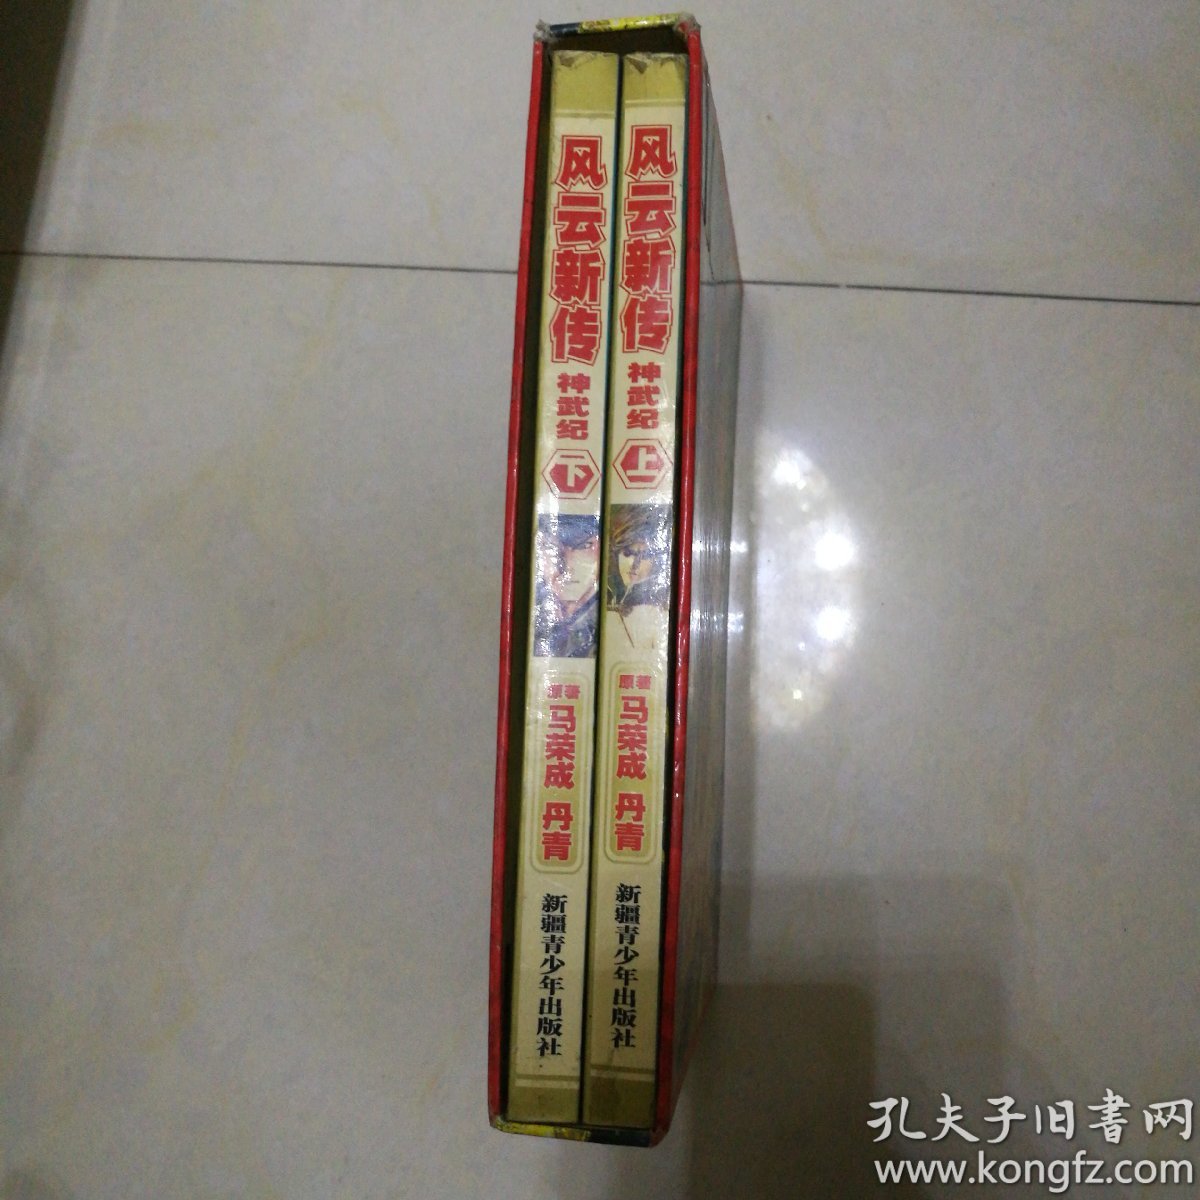 风云新传
神武纪
下
原著
马荣成 丹青
新疆青少年出版社
风云新传
神武纪
上
原著
马荣成 丹青
新疆青少年出版社
孔夫子旧書网
www.kongfz.com